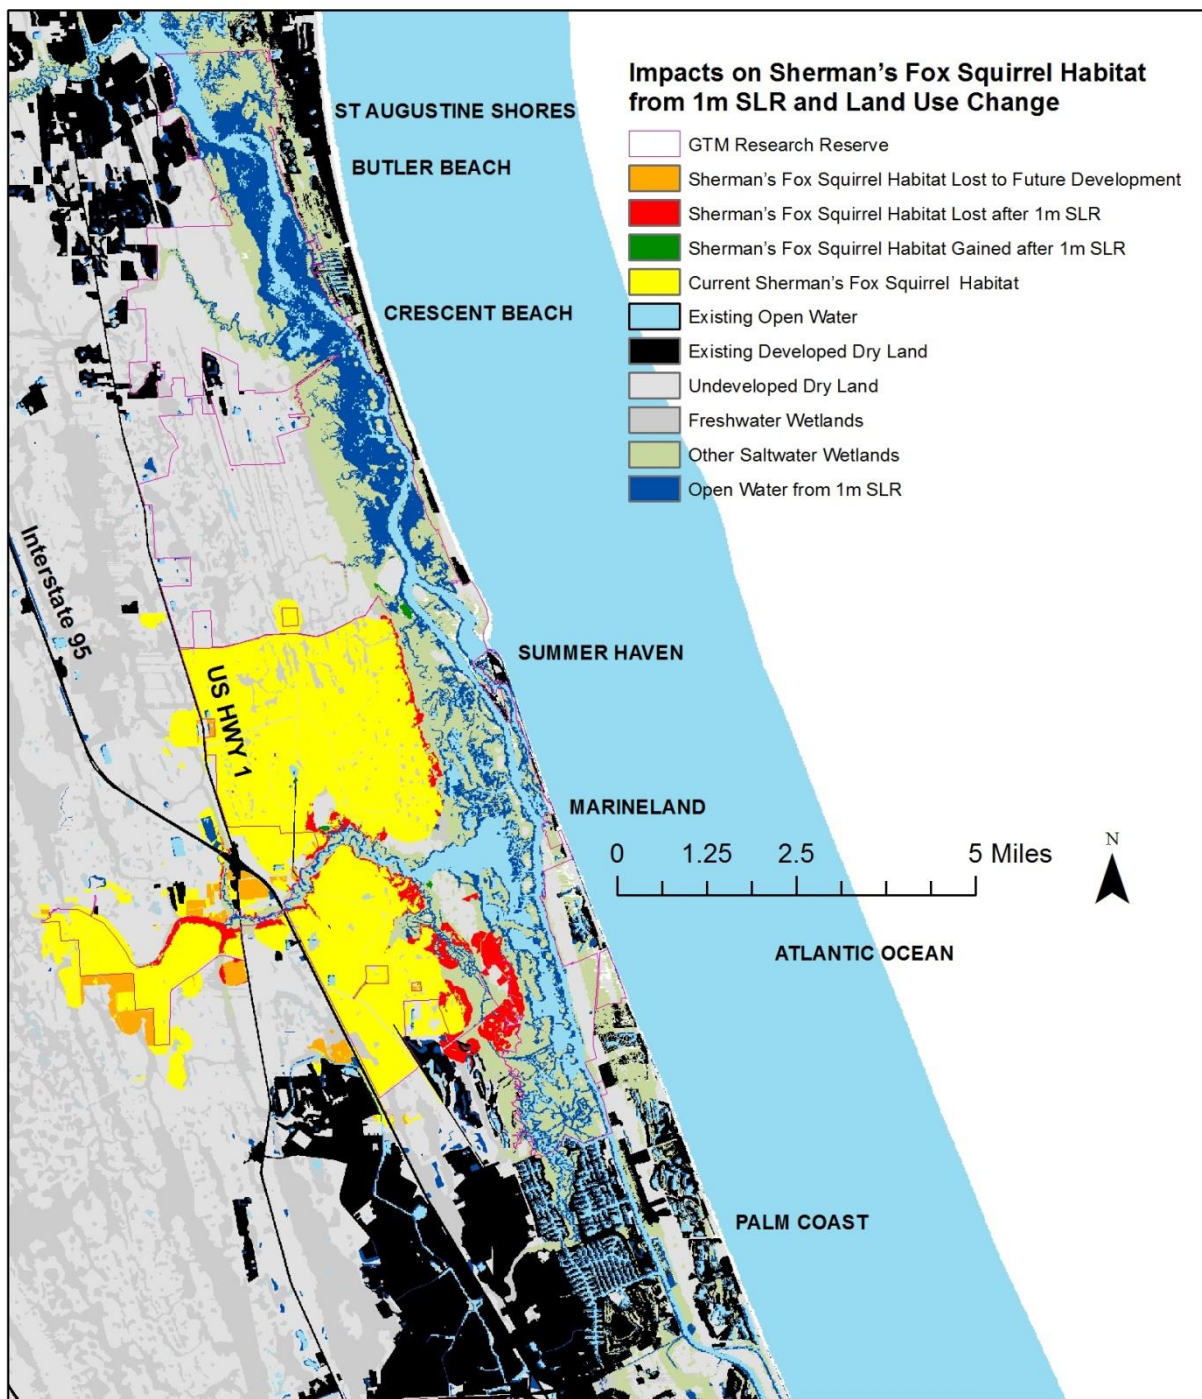 Impacts on Sherman's Fox Squirrel Habitat
from 1m SLR and Land Use Change
GTM Research Reserve
Sherman's Fox Squirrel Habitat Lost to Future Development
Sherman's Fox Squirrel Habitat Lost after 1m SLR
Sherman's Fox Squirrel Habitat Gained after 1m SLR
Current Sherman's Fox Squirrel Habitat
Existing Open Water
Existing Developed Dry Land
Undeveloped Dry Land
Freshwater Wetlands
Other Saltwater Wetlands
Open Water from 1m SLR
ST AUGUSTINE SHORES
BUTLER BEACH
CRESCENT BEACH
Interstate 95
US HWY 1
SUMMER HAVEN
MARINELAND
0 1.25 2.5 5 Miles
N
ATLANTIC OCEAN
PALM COAST